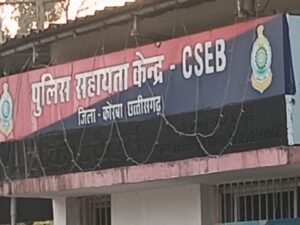 पुलिस सहायता केन्द्र - CSEB
जिला - कोरबा छत्तीसगढ़